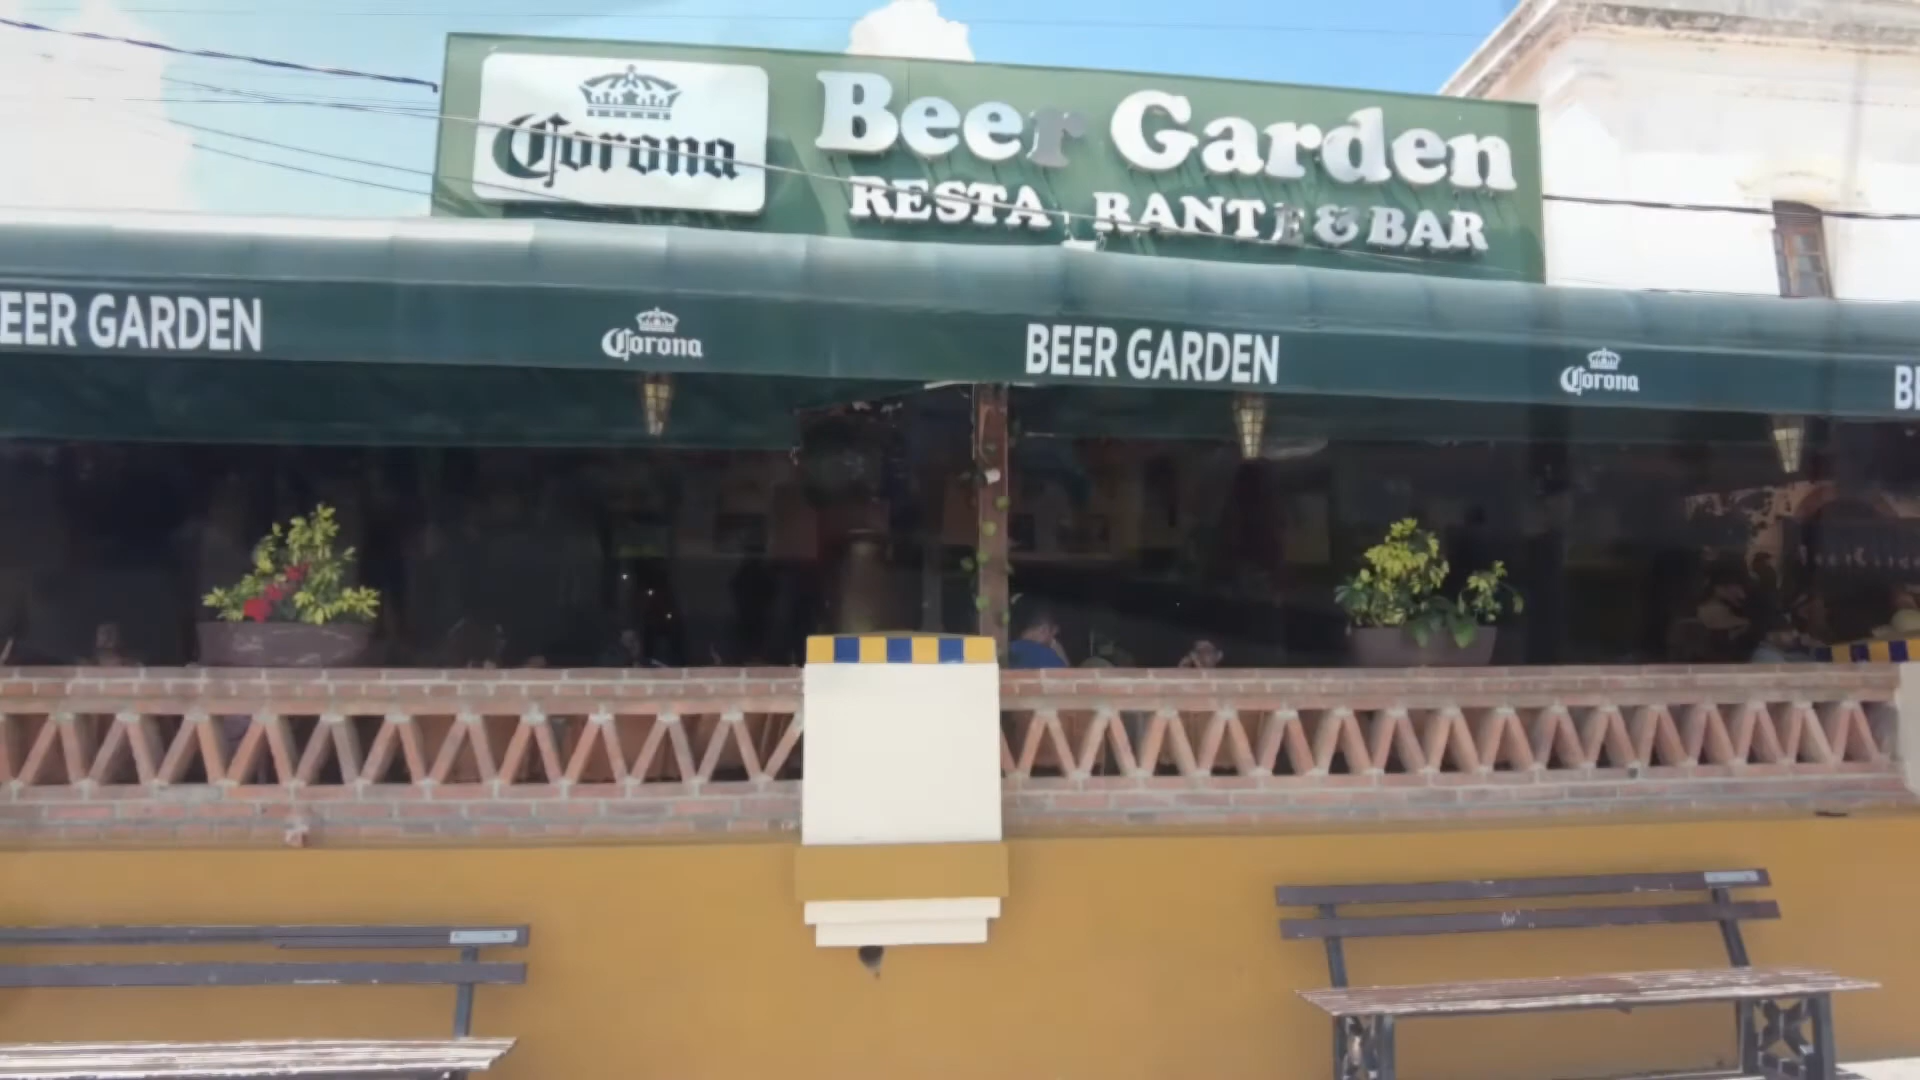 Corona
Beer Garden
RESTA RANTE & BAR
EER GARDEN
Corona
BEER GARDEN
Corona